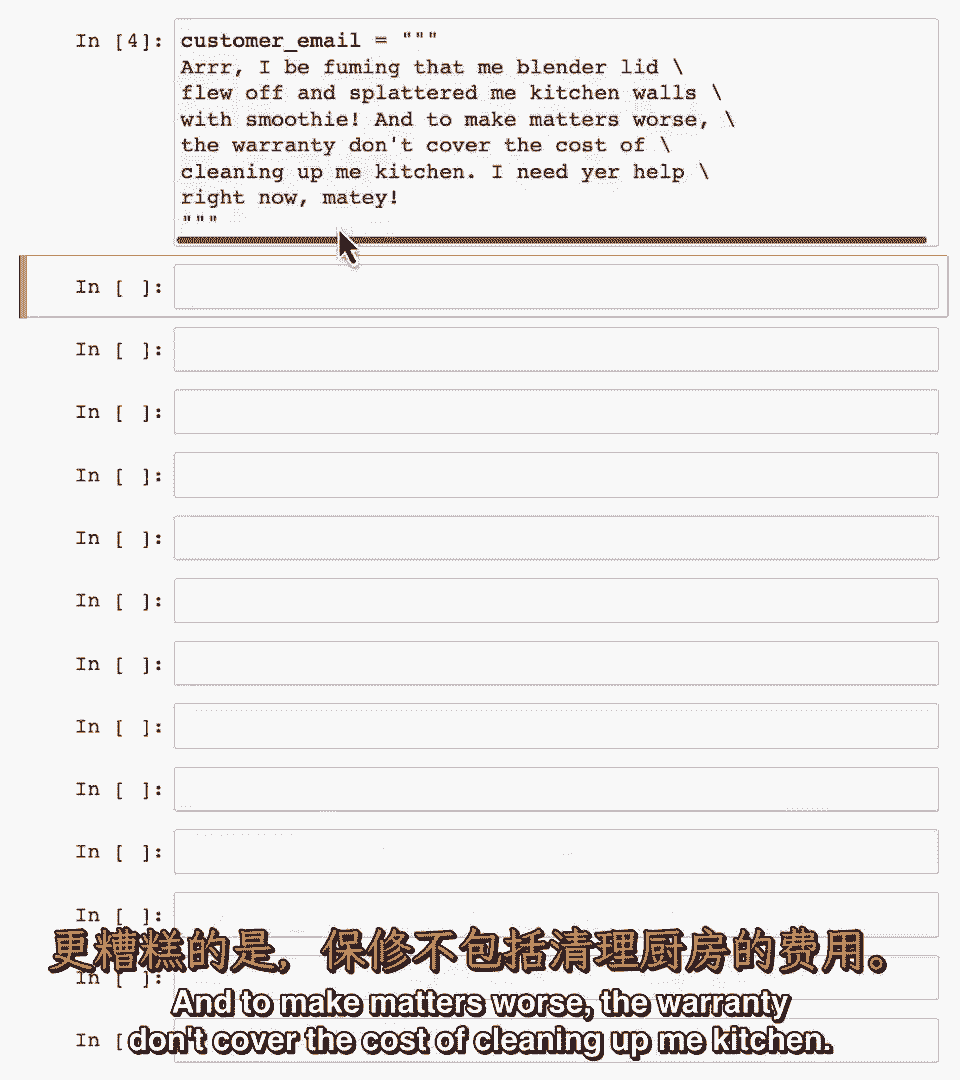 In [4]: customer_email = """
Arrr, I be fuming that me blender lid \
flew off and splattered me kitchen walls \
with smoothie! And to make matters worse, \
the warranty don't cover the cost of \
cleaning up me kitchen. I need yer help \
right now, matey!
"""
In [ ]:
In [ ]:
In [ ]:
In [ ]:
In [ ]:
In [ ]:
In [ ]:
In [ ]:
In [ ]:
In [ ]:
In [ ]:
更糟糕的是，保修不包括清理厨房的费用。
In [ ]:
And to make matters worse, the warranty
In [
don't cover the cost of cleaning up me kitchen.